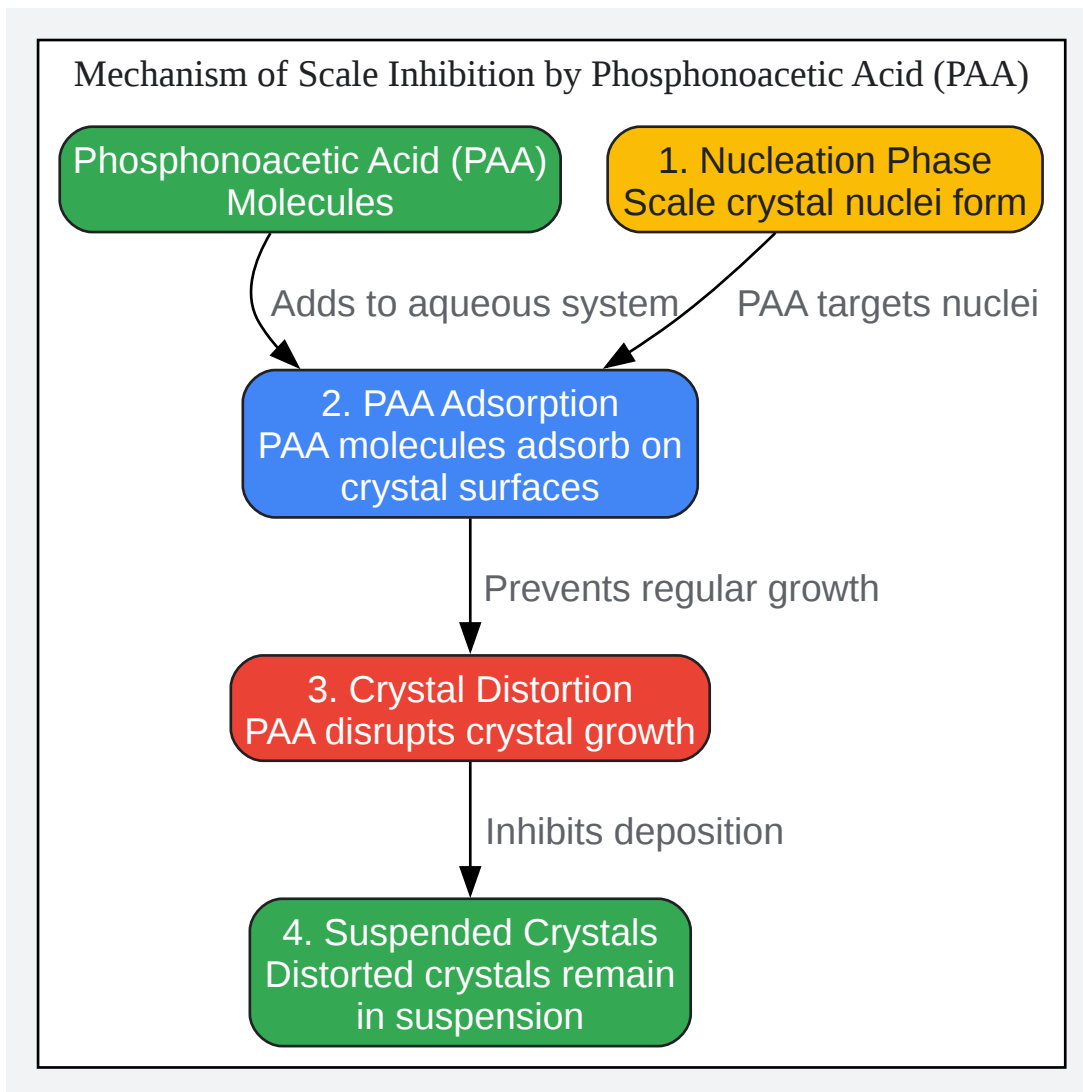 Mechanism of Scale Inhibition by Phosphonoacetic Acid (PAA)
Phosphonoacetic Acid (PAA)
Molecules
1. Nucleation Phase
Scale crystal nuclei form
Adds to aqueous system
PAA targets nuclei
2. PAA Adsorption
PAA molecules adsorb on
crystal surfaces
Prevents regular growth
3. Crystal Distortion
PAA disrupts crystal growth
Inhibits deposition
4. Suspended Crystals
Distorted crystals remain
in suspension